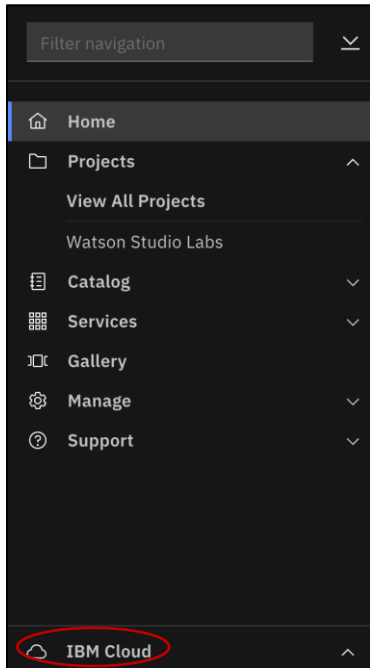 Filter navigation
Home
Projects
View All Projects
Watson Studio Labs
Catalog
Services
Gallery
Manage
Support
IBM Cloud